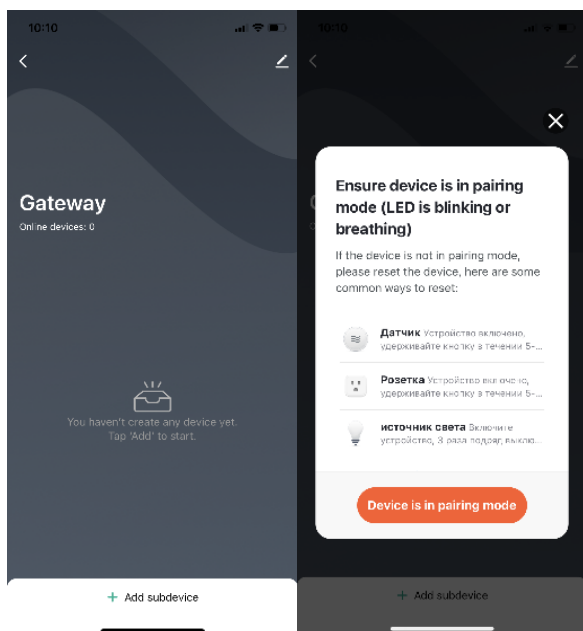 10:10
Gateway
Online devices: 0
You haven't create any device yet.
Tap 'Add' to start.
+ Add subdevice
10:10
Ensure device is in pairing
mode (LED is blinking or
breathing)
If the device is not in pairing mode,
please reset the device, here are some
common ways to reset:
Датчик Устройство включено,
удерживайте кнопку в течении 5-...
Розетка Устройство включено,
удерживайте кнопку в течении 5-...
источник света Включите
устройство, 3 раза подряд выклю...
Device is in pairing mode
+ Add subdevice